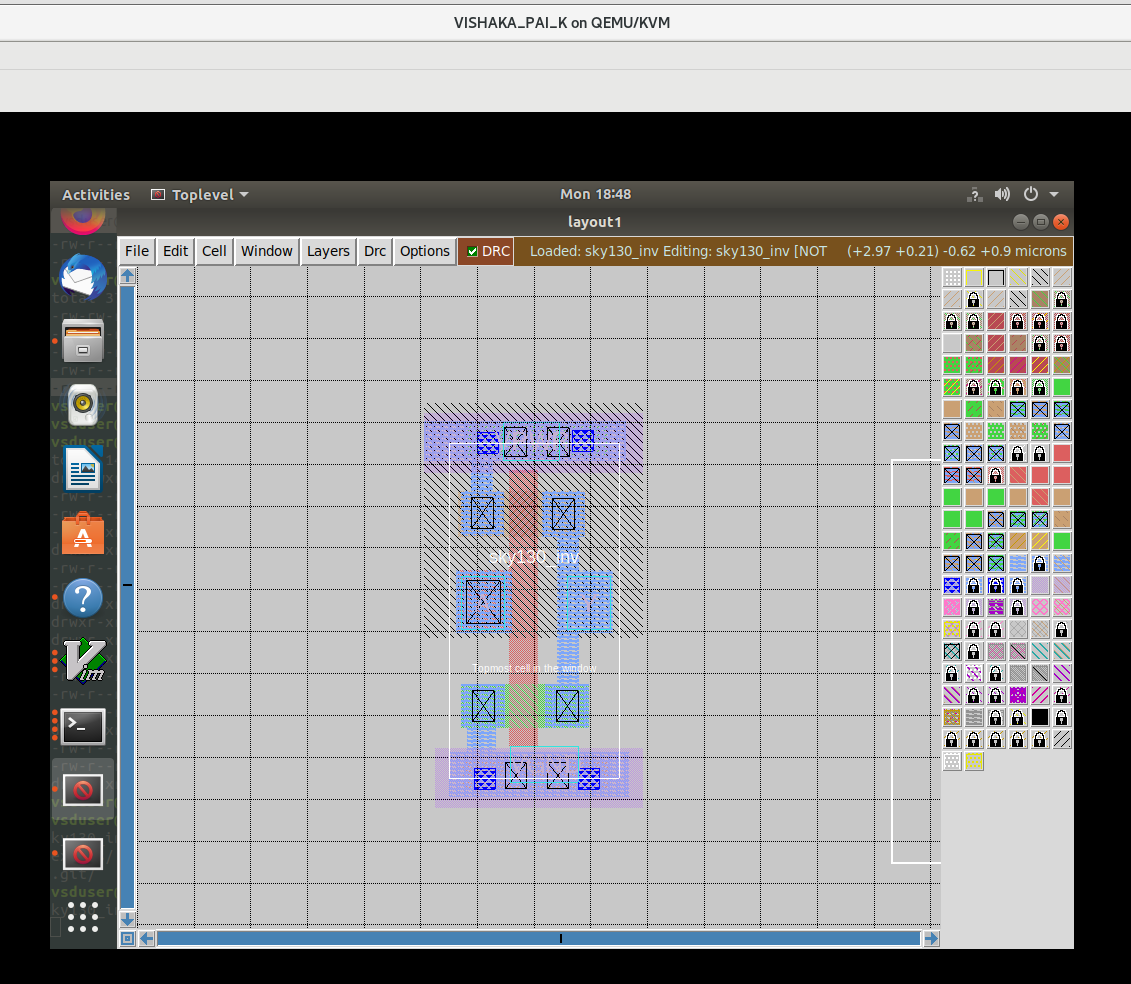 VISHAKA_PAI_K on QEMU/KVM
Activities Toplevel Mon 18:48
layout1
File Edit Cell Window Layers Drc Options DRC Loaded: sky130_inv Editing: sky130_inv [NOT (+2.97 +0.21) -0.62 +0.9 microns
sky130_inv
Topmost cell in the window